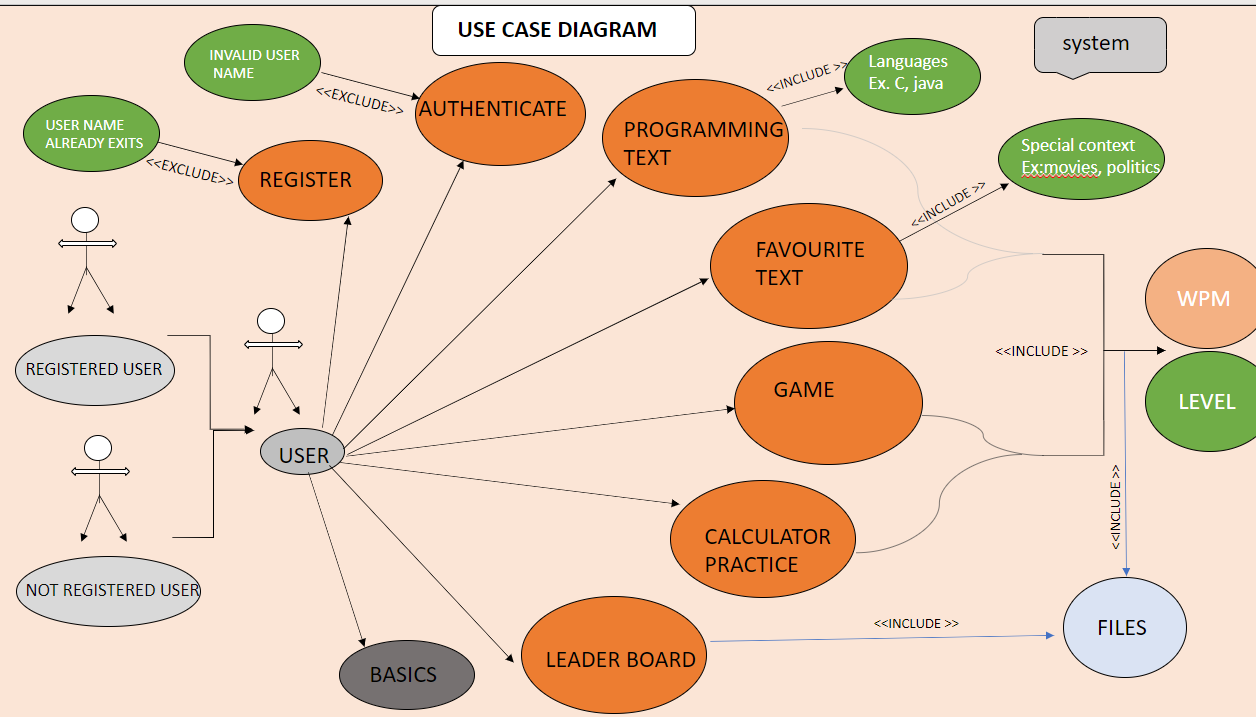 USE CASE DIAGRAM
system
INVALID USER
NAME
<<EXCLUDE>>
AUTHENTICATE
<<INCLUDE >>
Languages
Ex. C, java
USER NAME
ALREADY EXITS
<<EXCLUDE>>
REGISTER
PROGRAMMING
TEXT
Special context
Ex:movies, politics
<<INCLUDE >>
FAVOURITE
TEXT
WPM
<<INCLUDE >>
REGISTERED USER
GAME
LEVEL
USER
<<INCLUDE >>
CALCULATOR
PRACTICE
NOT REGISTERED USER
<<INCLUDE >>
FILES
LEADER BOARD
BASICS